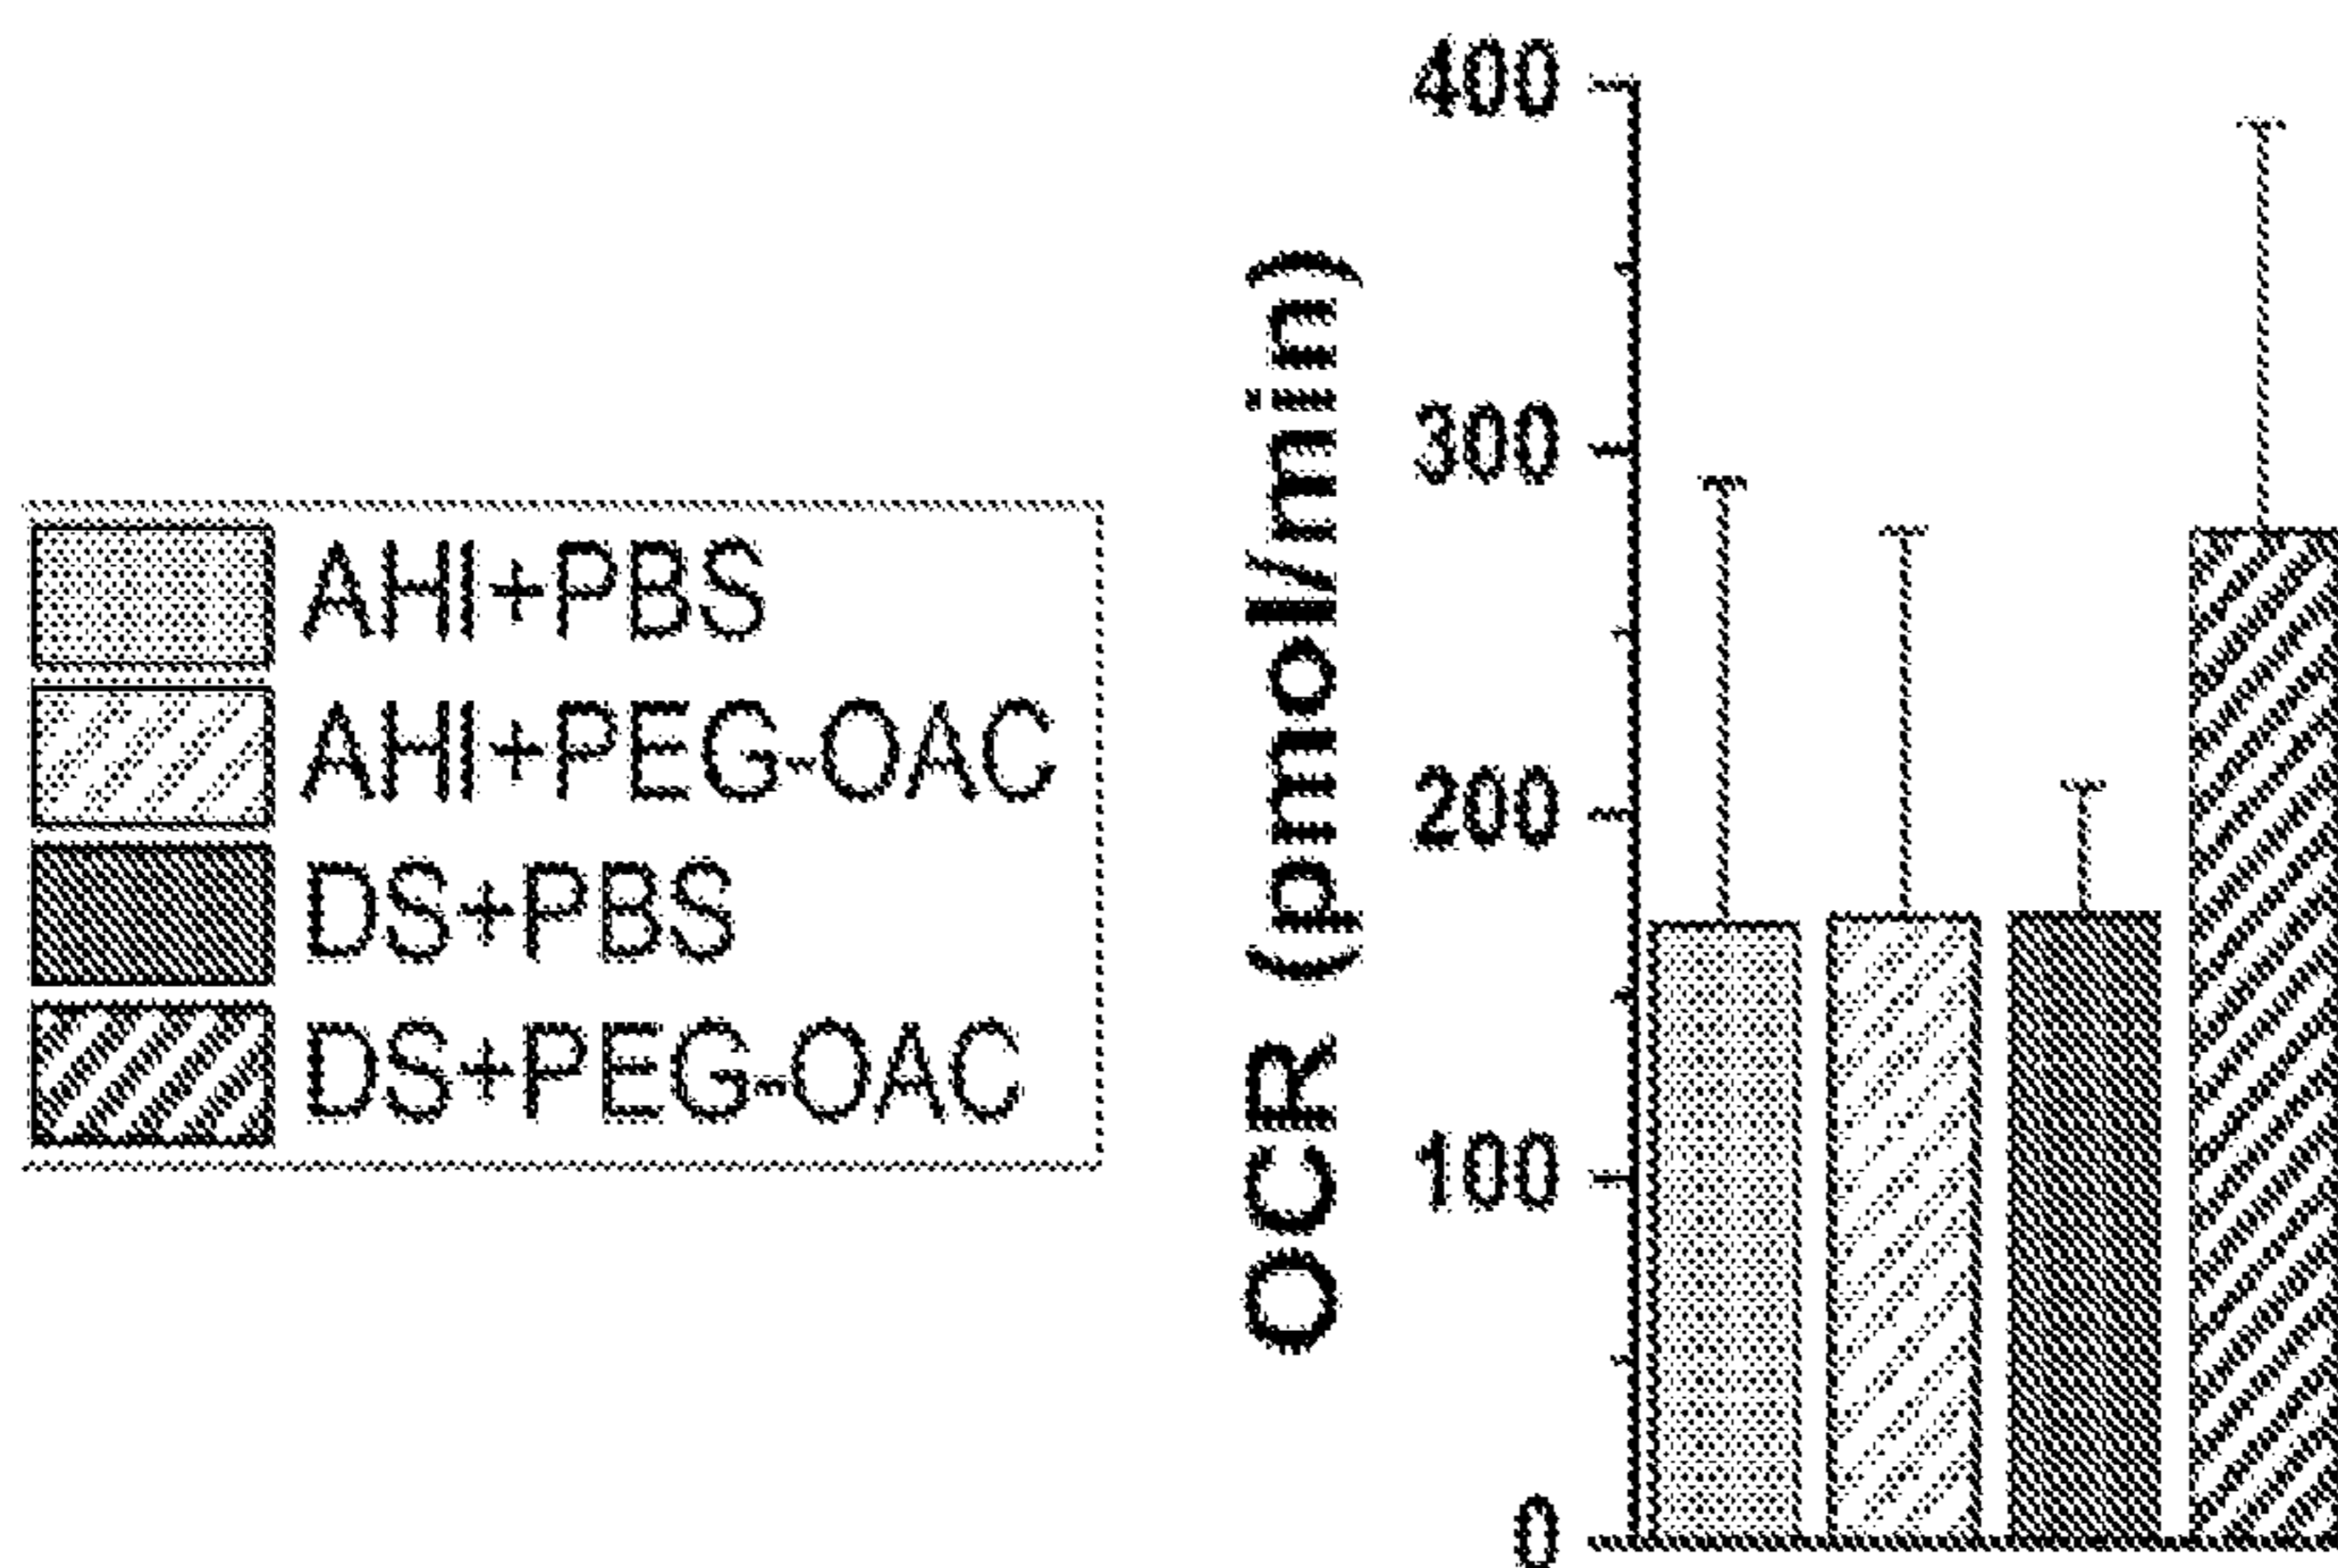 AHI+PBS
AHI+PEG-OAC
DS+PBS
DS+PEG-OAC
OCR (pmol/min)
400
300
200
100
0